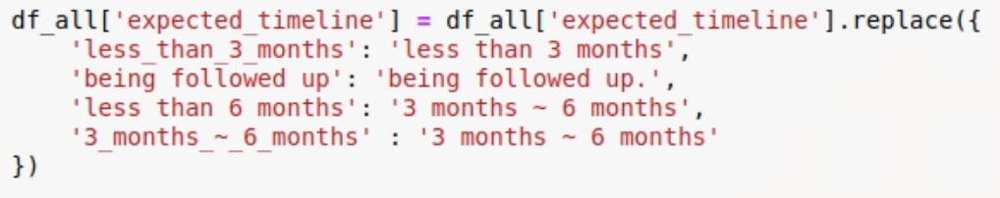 df_all['expected_timeline'] = df_all['expected_timeline'].replace({
    'less_than_3_months': 'less than 3 months',
    'being followed up': 'being followed up.',
    'less than 6 months': '3 months ~ 6 months',
    '3_months_~_6_months' : '3 months ~ 6 months'
})